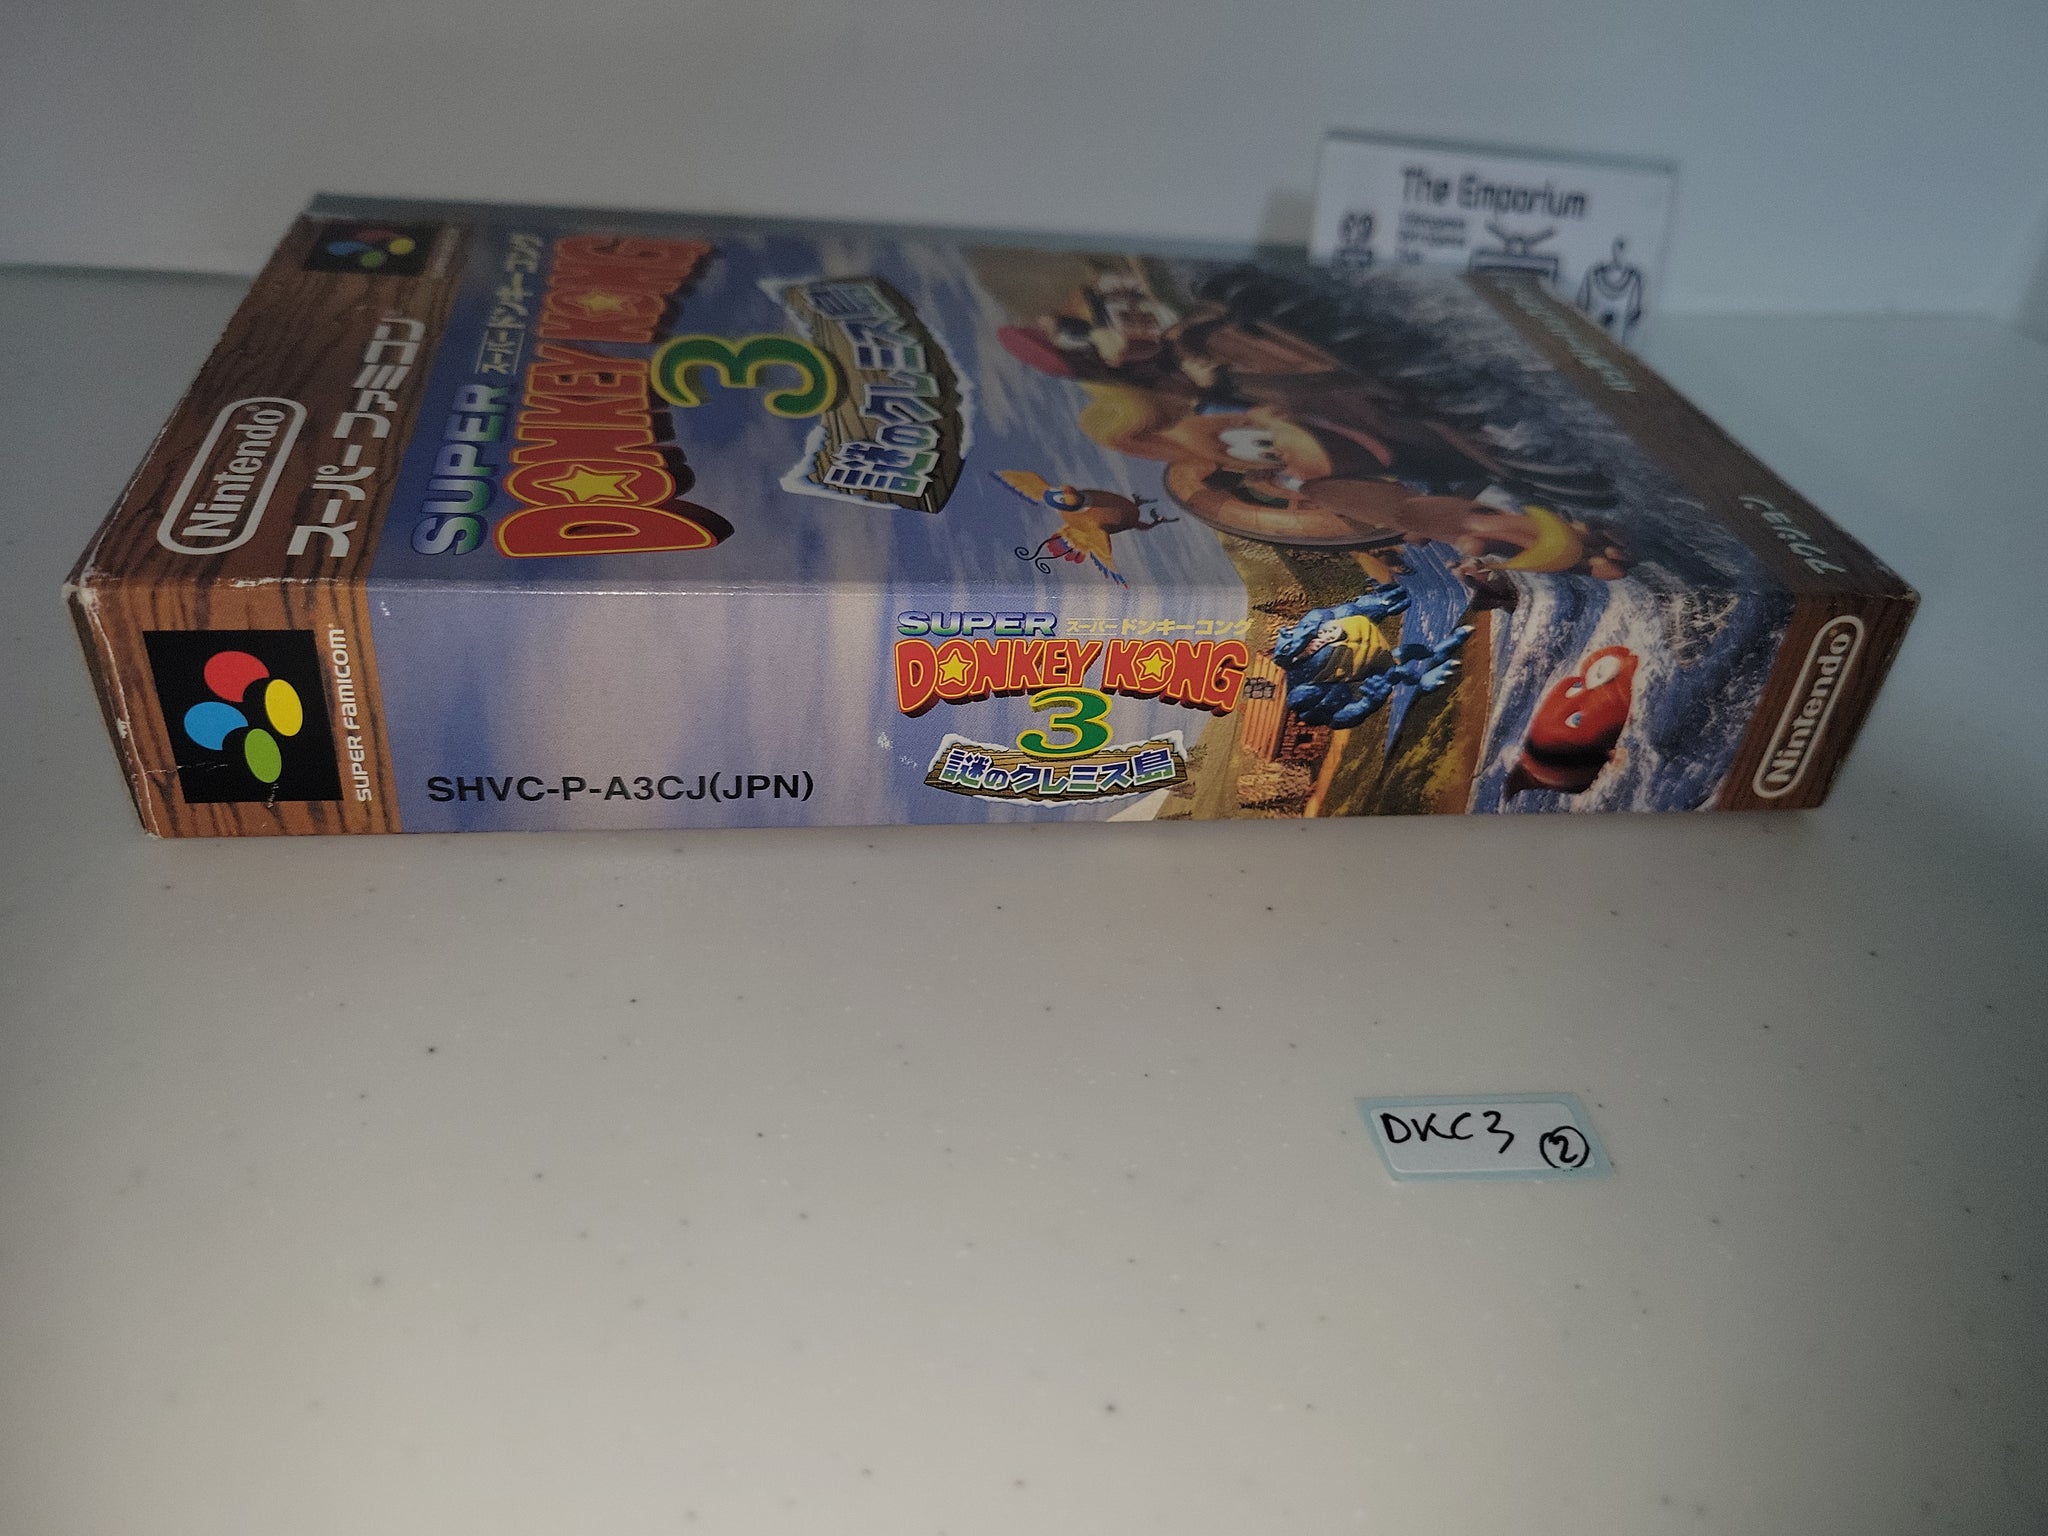 The Emporium
Nintendo
スーパーファミコン
SUPER
スーパードンキーコング
DONKEY KONG
3
謎のクレミス島
SUPER FAMICOM
SHVC-P-A3CJ(JPN)
SUPER
スーパードンキーコング
DONKEY KONG
3
謎のクレミス島
Nintendo
DKC3 ②